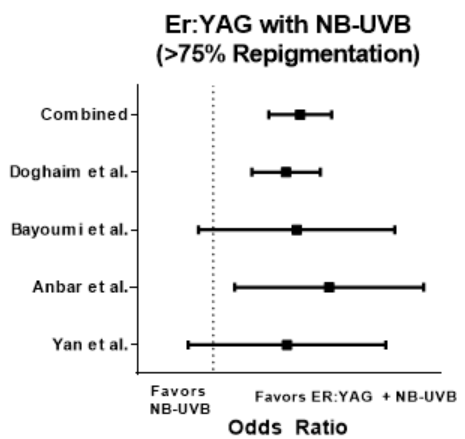 Er:YAG with NB-UVB
(>75% Repigmentation)
Combined
Doghaim et al.
Bayoumi et al.
Anbar et al.
Yan et al.
Favors
NB-UVB
Favors ER:YAG + NB-UVB
Odds Ratio